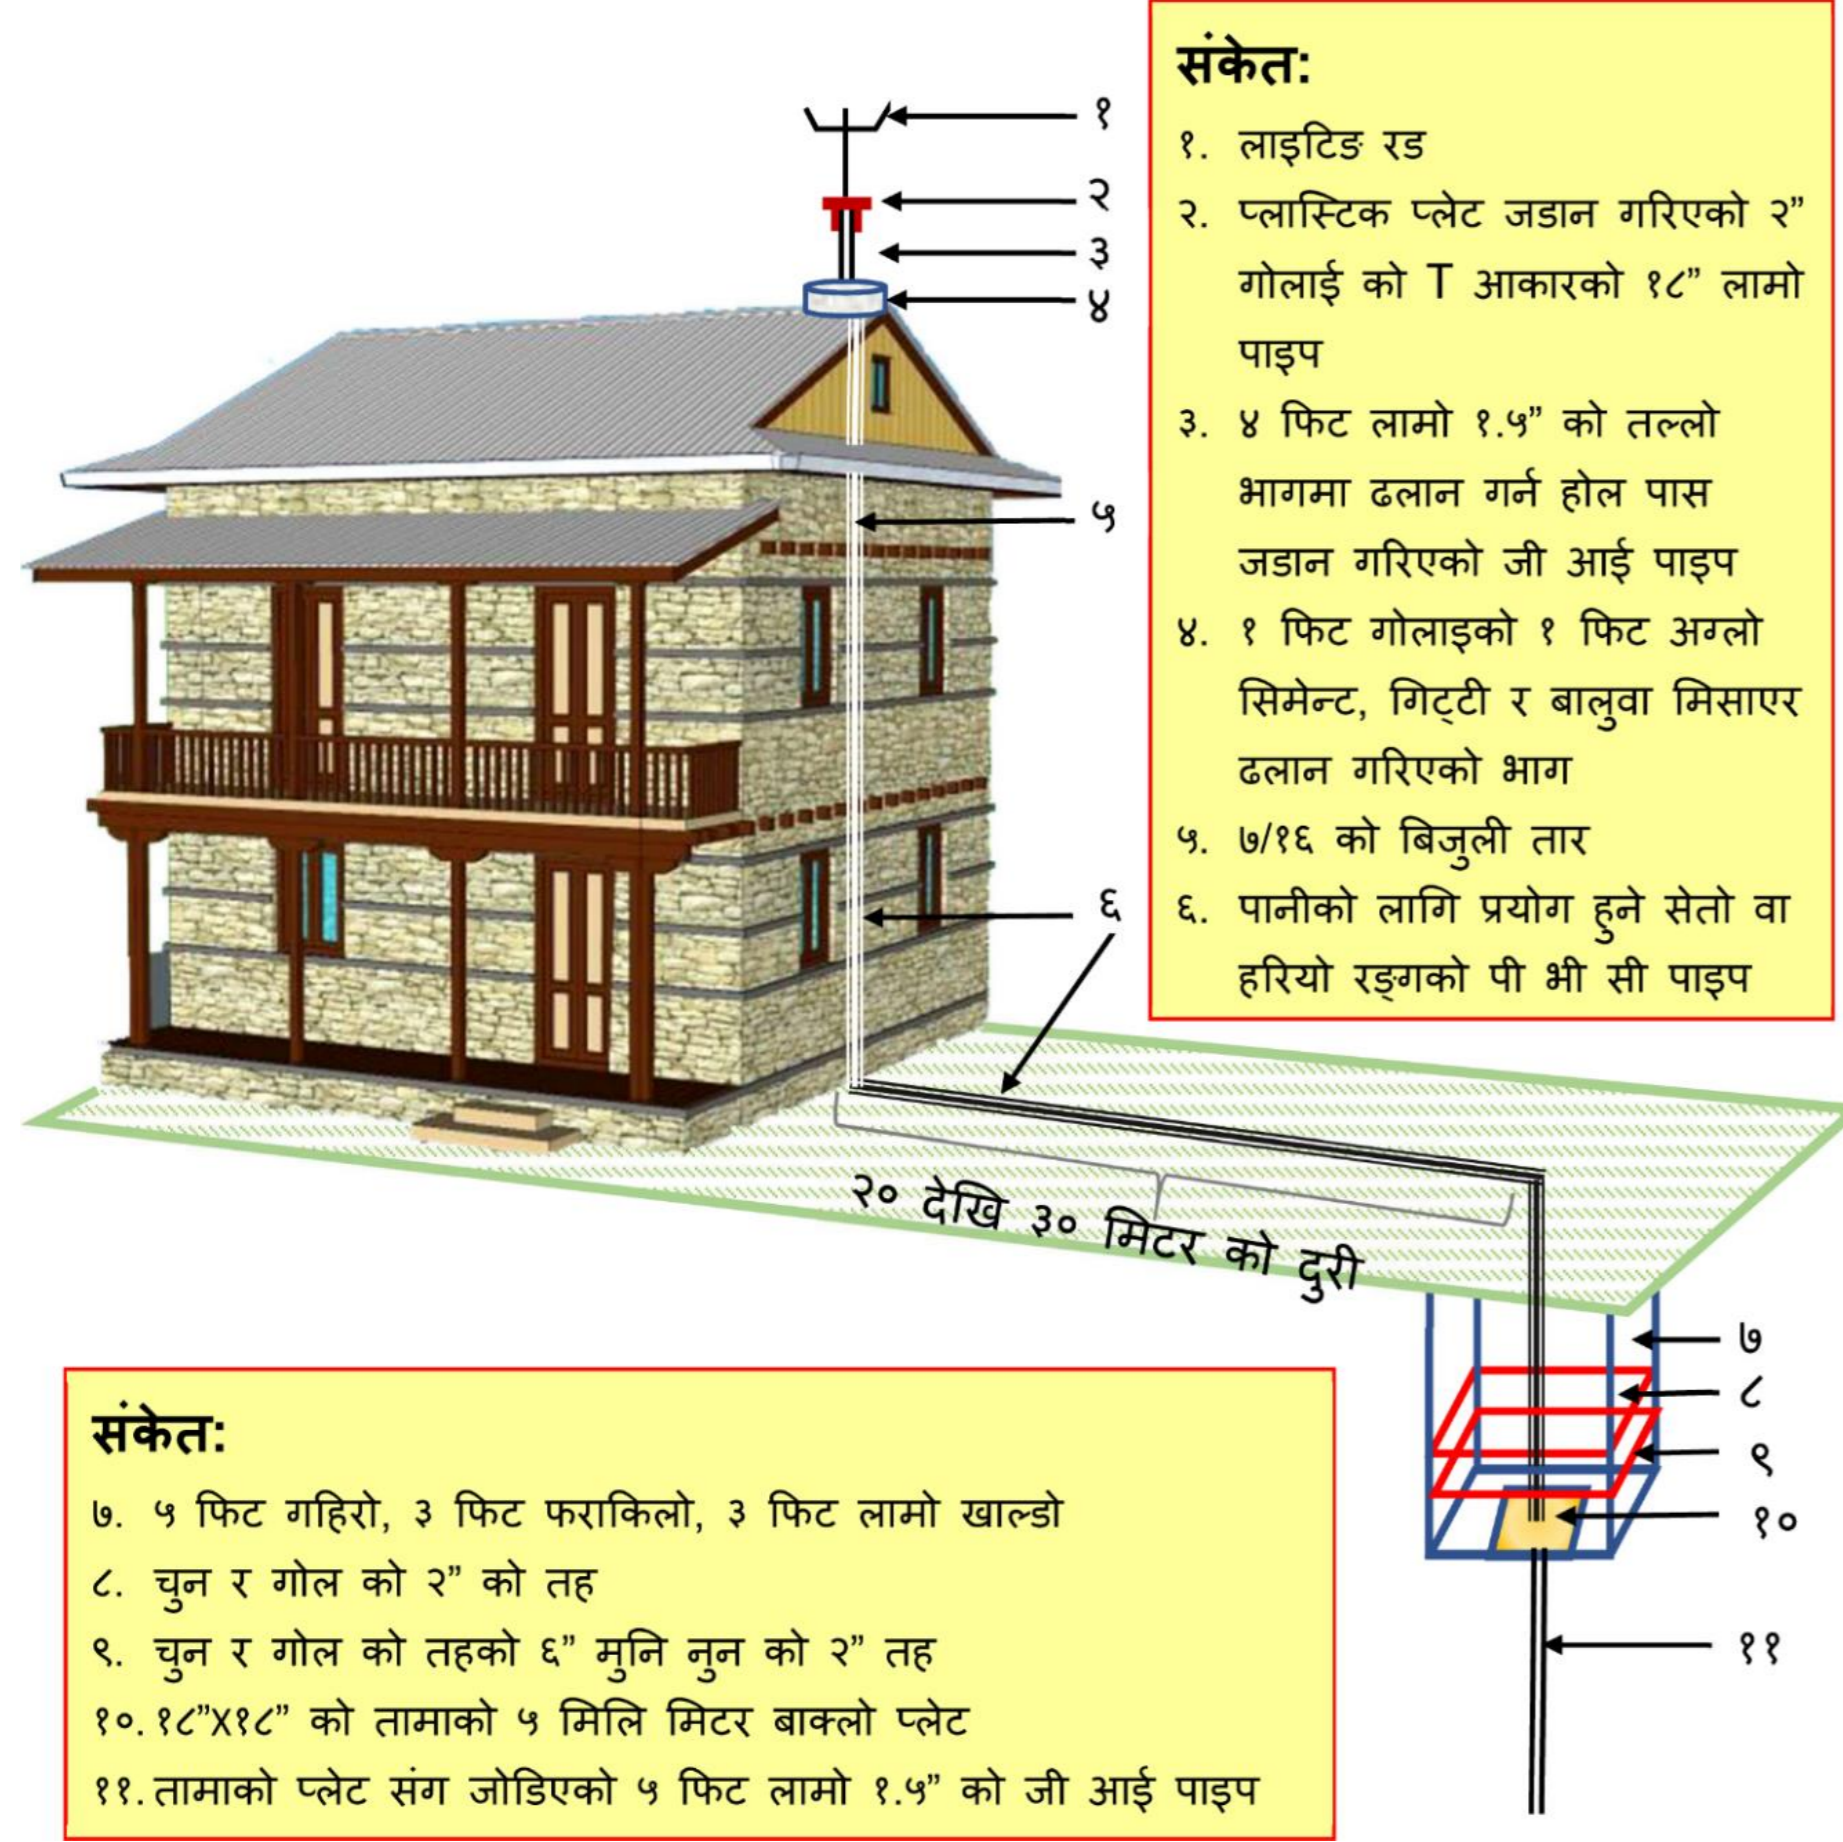 संकेत:
१. लाइटिङ रड
२. प्लास्टिक प्लेट जडान गरिएको २”
गोलाई को T आकारको १८” लामो
पाइप
३. ४ फिट लामो १.५” को तल्लो
भागमा ढलान गर्न होल पास
जडान गरिएको जी आई पाइप
४. १ फिट गोलाइको १ फिट अग्लो
सिमेन्ट, गिट्टी र बालुवा मिसाएर
ढलान गरिएको भाग
५. ७/१६ को बिजुली तार
६. पानीको लागि प्रयोग हुने सेतो वा
हरियो रङ्गको पी भी सी पाइप
१
२
३
४
५
६
२० देखि ३० मिटर को दुरी
७
८
९
१०
११
संकेत:
७. ५ फिट गहिरो, ३ फिट फराकिलो, ३ फिट लामो खाल्डो
८. चुन र गोल को २” को तह
९. चुन र गोल को तहको ६” मुनि नुन को २” तह
१०. १८”X१८” को तामाको ५ मिलि मिटर बाक्लो प्लेट
११. तामाको प्लेट संग जोडिएको ५ फिट लामो १.५” को जी आई पाइप